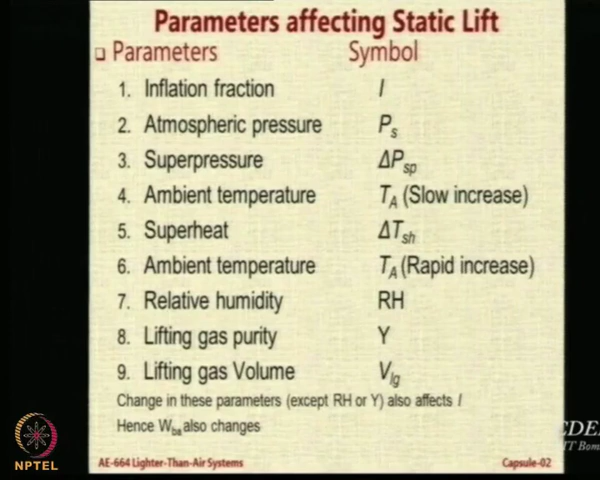 Parameters affecting Static Lift
❑ Parameters Symbol
1. Inflation fraction I
2. Atmospheric pressure Pₛ
3. Superpressure ΔPsp
4. Ambient temperature TA (Slow increase)
5. Superheat ΔTsh
6. Ambient temperature TA (Rapid increase)
7. Relative humidity RH
8. Lifting gas purity Y
9. Lifting gas Volume Vlg
Change in these parameters (except RH or Y) also affects I
Hence Wba also changes
NPTEL
AE-664 Lighter-Than-Air Systems Capsule-02